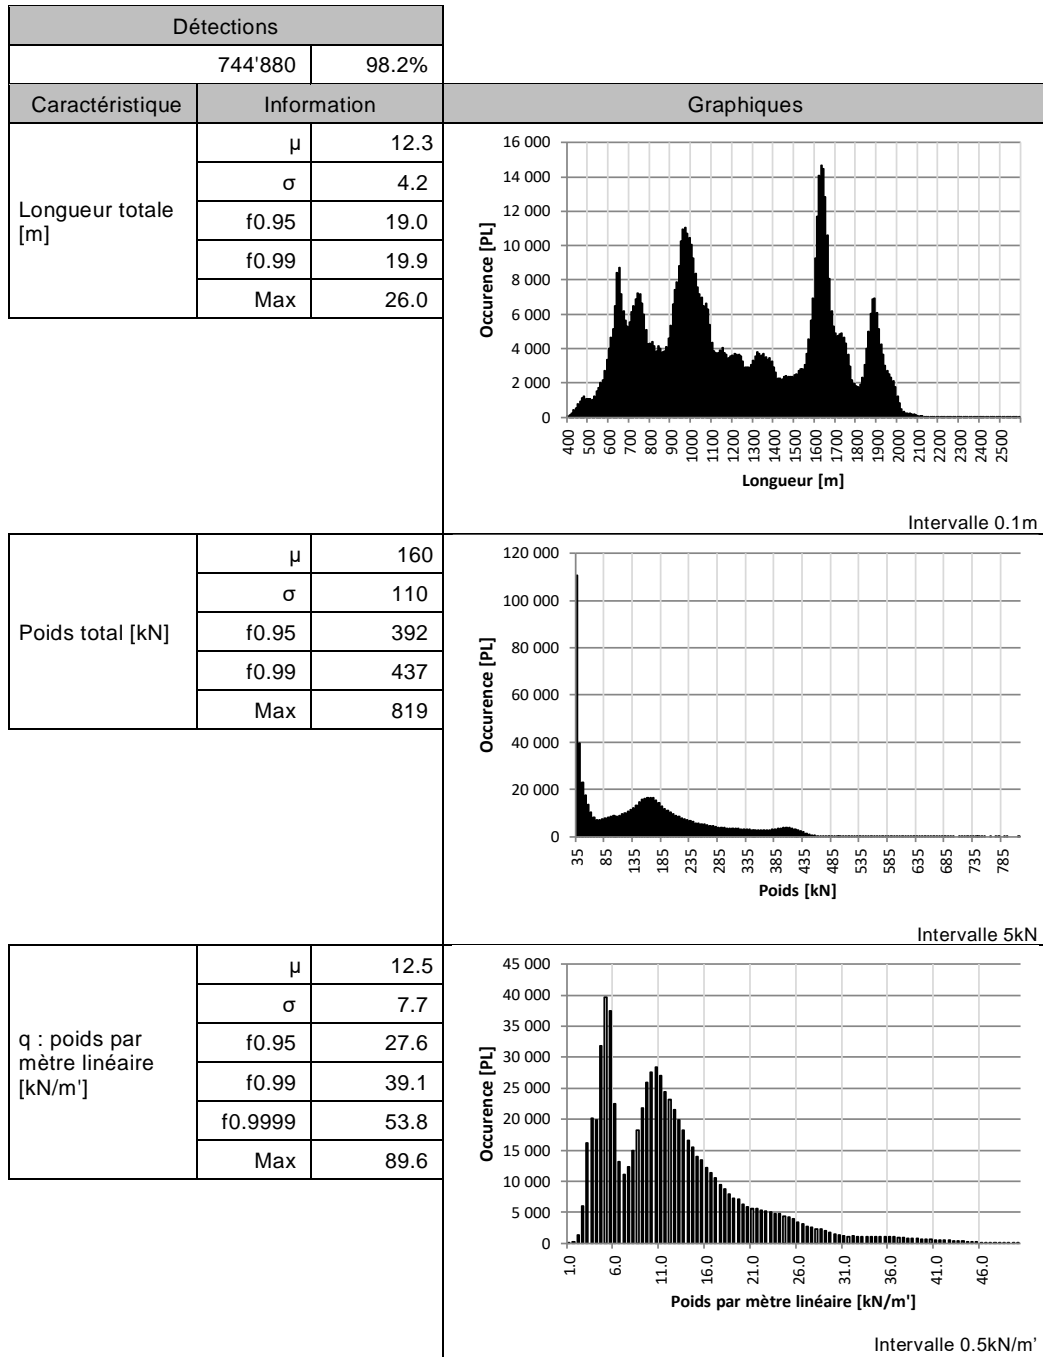 Détections
744'880 98.2%
Caractéristique Information Graphiques
Longueur totale
[m]
μ 12.3
σ 4.2
f0.95 19.0
f0.99 19.9
Max 26.0
16 000
14 000
12 000
10 000
8 000
6 000
4 000
2 000
0
Occurence [PL]
400 500 600 700 800 900 1000 1100 1200 1300 1400 1500 1600 1700 1800 1900 2000 2100 2200 2300 2400 2500
Longueur [m]
Intervalle 0.1m
Poids total [kN]
μ 160
σ 110
f0.95 392
f0.99 437
Max 819
120 000
100 000
80 000
60 000
40 000
20 000
0
Occurence [PL]
35 85 135 185 235 285 335 385 435 485 535 585 635 685 735 785
Poids [kN]
Intervalle 5kN
q : poids par
mètre linéaire
[kN/m']
μ 12.5
σ 7.7
f0.95 27.6
f0.99 39.1
f0.9999 53.8
Max 89.6
45 000
40 000
35 000
30 000
25 000
20 000
15 000
10 000
5 000
0
Occurence [PL]
1.0 6.0 11.0 16.0 21.0 26.0 31.0 36.0 41.0 46.0
Poids par mètre linéaire [kN/m']
Intervalle 0.5kN/m’